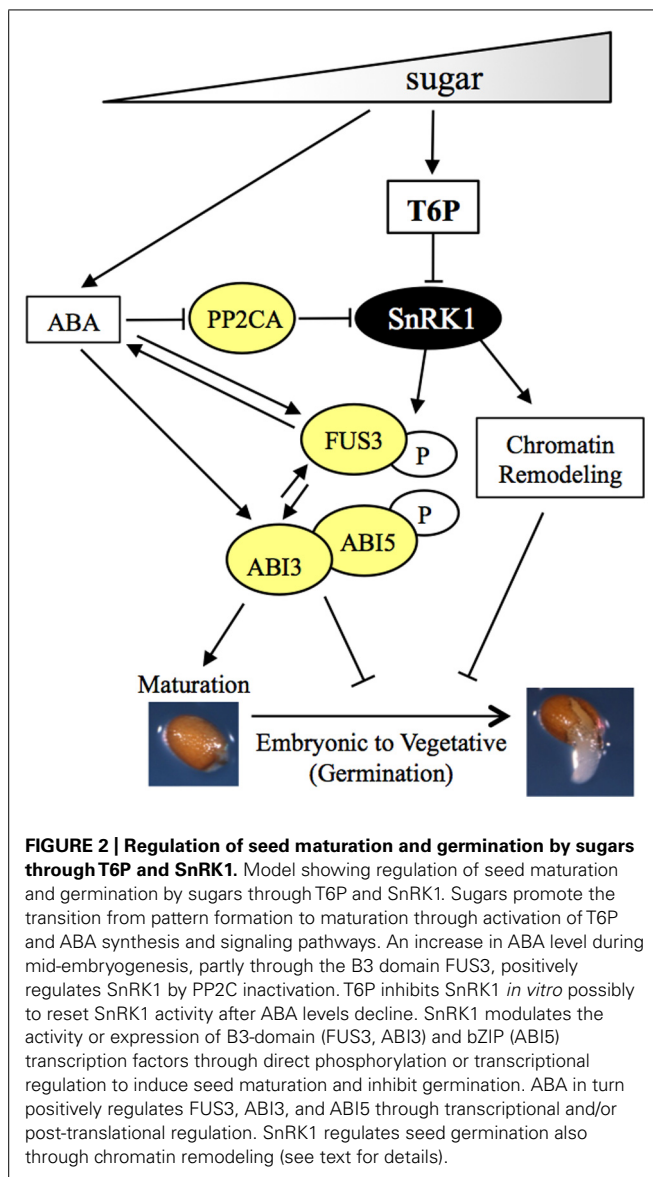 sugar
T6P
ABA
PP2CA
SnRK1
FUS3
P
Chromatin
Remodeling
P
ABI5
ABI3
Maturation
Embryonic to Vegetative
(Germination)
FIGURE 2 | Regulation of seed maturation and germination by sugars
through T6P and SnRK1. Model showing regulation of seed maturation
and germination by sugars through T6P and SnRK1. Sugars promote the
transition from pattern formation to maturation through activation of T6P
and ABA synthesis and signaling pathways. An increase in ABA level during
mid-embryogenesis, partly through the B3 domain FUS3, positively
regulates SnRK1 by PP2C inactivation. T6P inhibits SnRK1 in vitro possibly
to reset SnRK1 activity after ABA levels decline. SnRK1 modulates the
activity or expression of B3-domain (FUS3, ABI3) and bZIP (ABI5)
transcription factors through direct phosphorylation or transcriptional
regulation to induce seed maturation and inhibit germination. ABA in turn
positively regulates FUS3, ABI3, and ABI5 through transcriptional and/or
post-translational regulation. SnRK1 regulates seed germination also
through chromatin remodeling (see text for details).